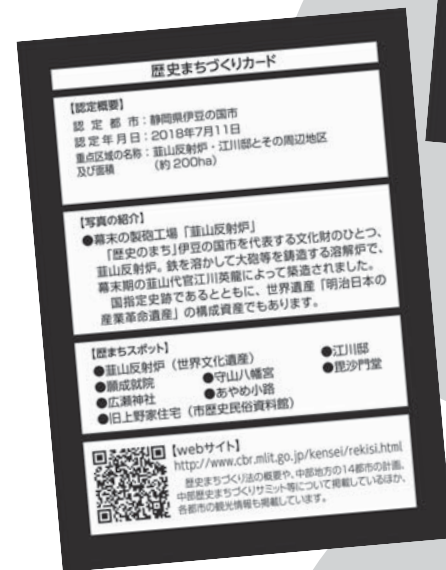 歴史まちづくりカード
【認定概要】
認定都市：静岡県伊豆の国市
認定年月日：2018年7月11日
重点区域の名称：韮山反射炉・江川邸とその周辺地区
及び面積　　　（約200ha）
【写真の紹介】
●幕末の製砲工場「韮山反射炉」
「歴史のまち」伊豆の国市を代表する文化財のひとつ、
韮山反射炉。鉄を溶かして大砲等を鋳造する溶解炉で、
幕末期の韮山代官江川英龍によって築造されました。
国指定史跡であるとともに、世界遺産「明治日本の
産業革命遺産」の構成資産でもあります。
【歴まちスポット】
●韮山反射炉（世界文化遺産）　●江川邸
●願成就院　●守山八幡宮　●毘沙門堂
●広瀬神社　●あやめ小路
●旧上野家住宅（市歴史民俗資料館）
【webサイト】
http://www.cbr.mlit.go.jp/kensei/rekisi.html
歴史まちづくり法の概要や、中部地方の14都市の計画、
中部歴史まちづくりサミット等について掲載しているほか、
各都市の観光情報も掲載しています。